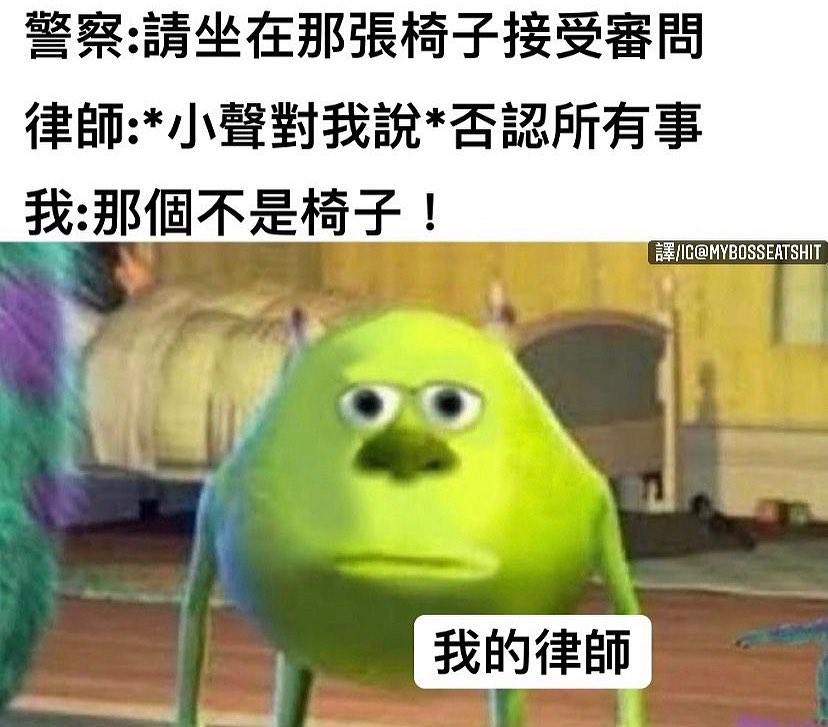 警察:請坐在那張椅子接受審問
律師:*小聲對我說*否認所有事
我:那個不是椅子！
譯/IG@MYBOSSEATSHIT
我的律師